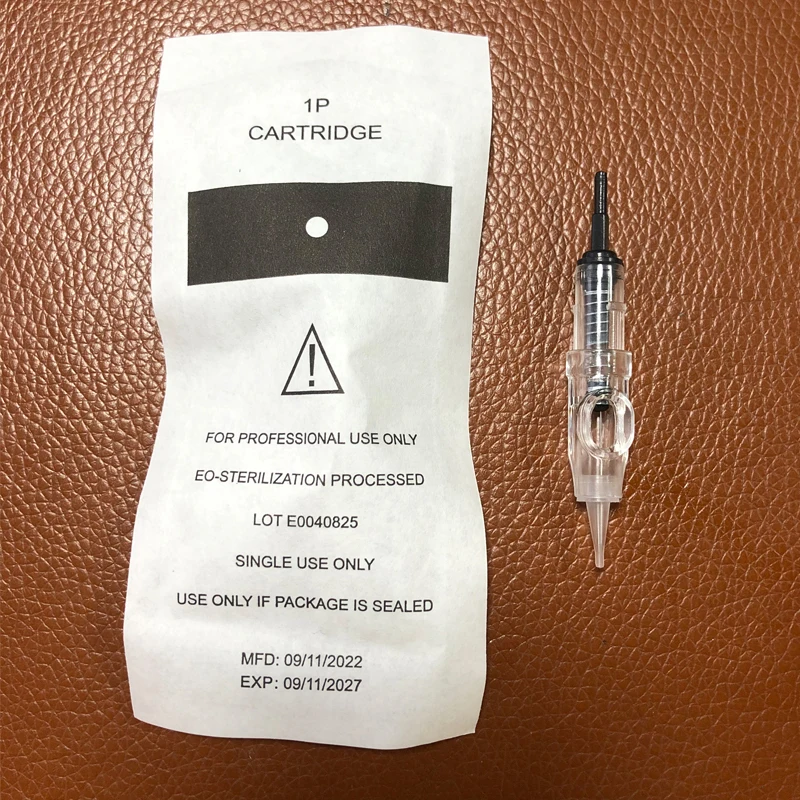 1P
CARTRIDGE
!
FOR PROFESSIONAL USE ONLY
EO-STERILIZATION PROCESSED
LOT E0040825
SINGLE USE ONLY
USE ONLY IF PACKAGE IS SEALED
MFD: 09/11/2022
EXP: 09/11/2027